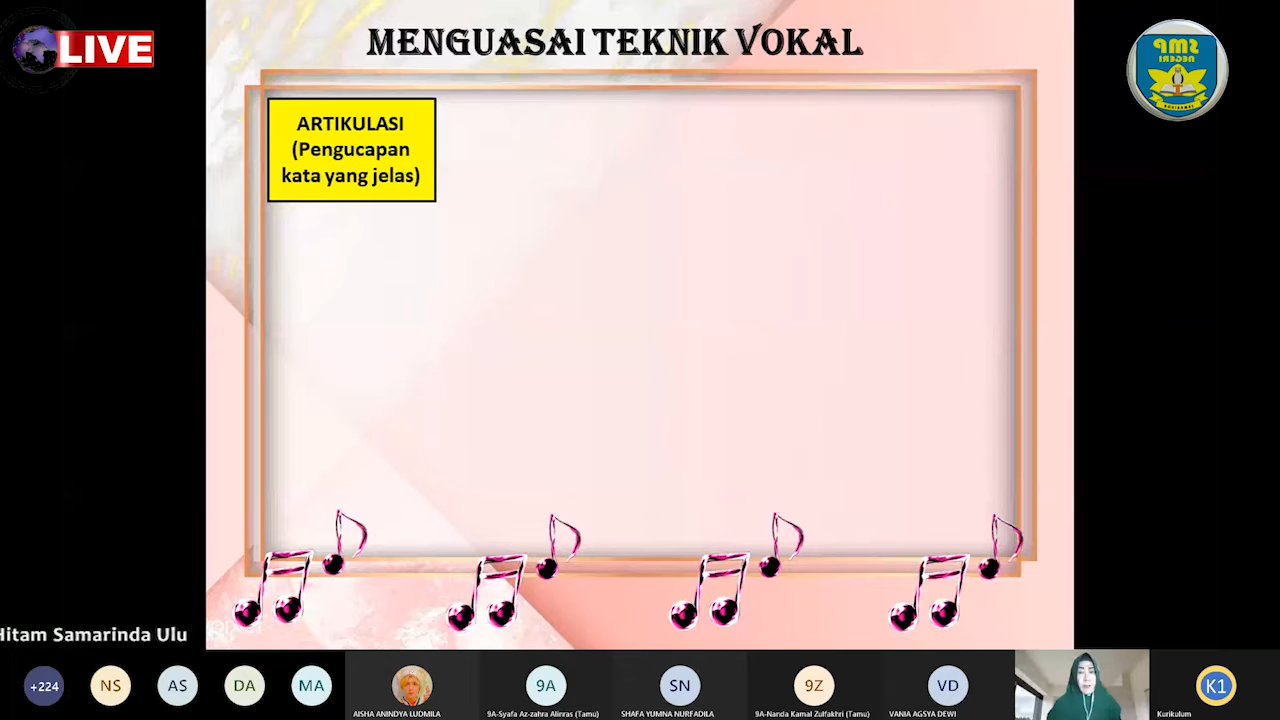 LIVE
MENGUASAI TEKNIK VOKAL
SMP
NEGERI
ARTIKULASI
(Pengucapan
kata yang jelas)
Hitam Samarinda Ulu
+224
NS
AS
DA
MA
AISHA ANINDYA LUDMILA
9A
9A-Syafa Az-zahra Alinras (Tamu)
SN
SHAFA YUMNA NURFADILA
9Z
9A-Nanda Kamal Zulfakhri (Tamu)
VD
VANIA AGSYA DEWI
K1
Kurikulum